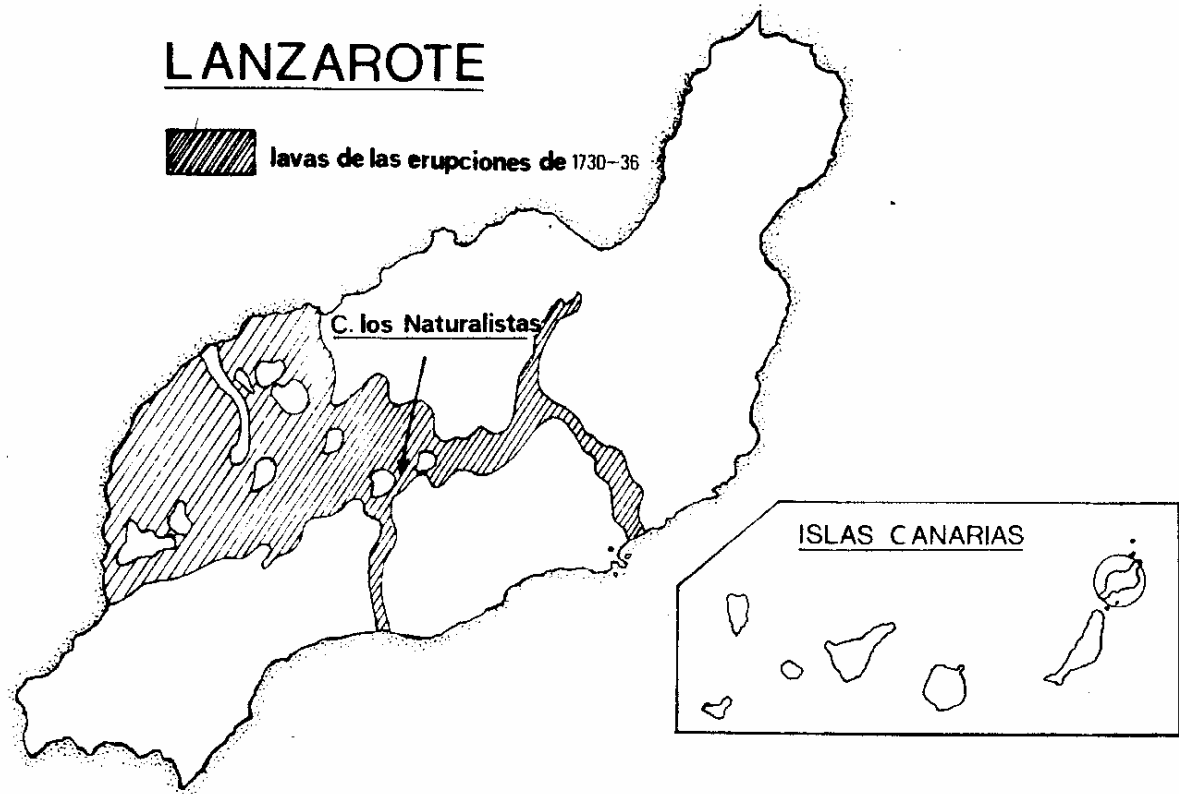 LANZAROTE
lavas de las erupciones de 1730-36
C. los Naturalistas
ISLAS CANARIAS